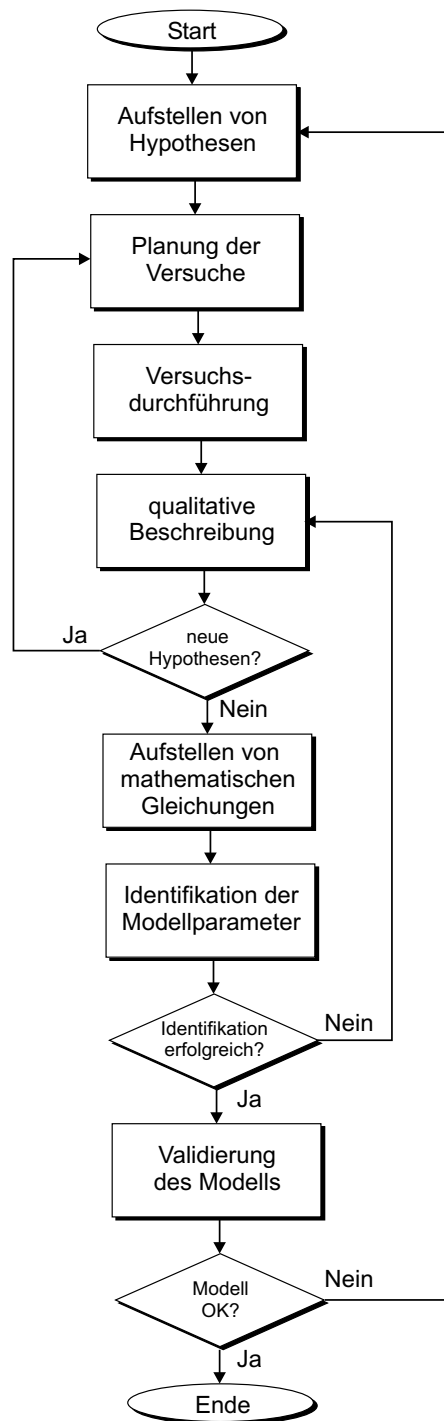 Start
Aufstellen von
Hypothesen
Planung der
Versuche
Versuchs-
durchführung
qualitative
Beschreibung
Ja
neue
Hypothesen?
Nein
Aufstellen von
mathematischen
Gleichungen
Identifikation der
Modellparameter
Identifikation
erfolgreich?
Nein
Ja
Validierung
des Modells
Modell
OK?
Nein
Ja
Ende